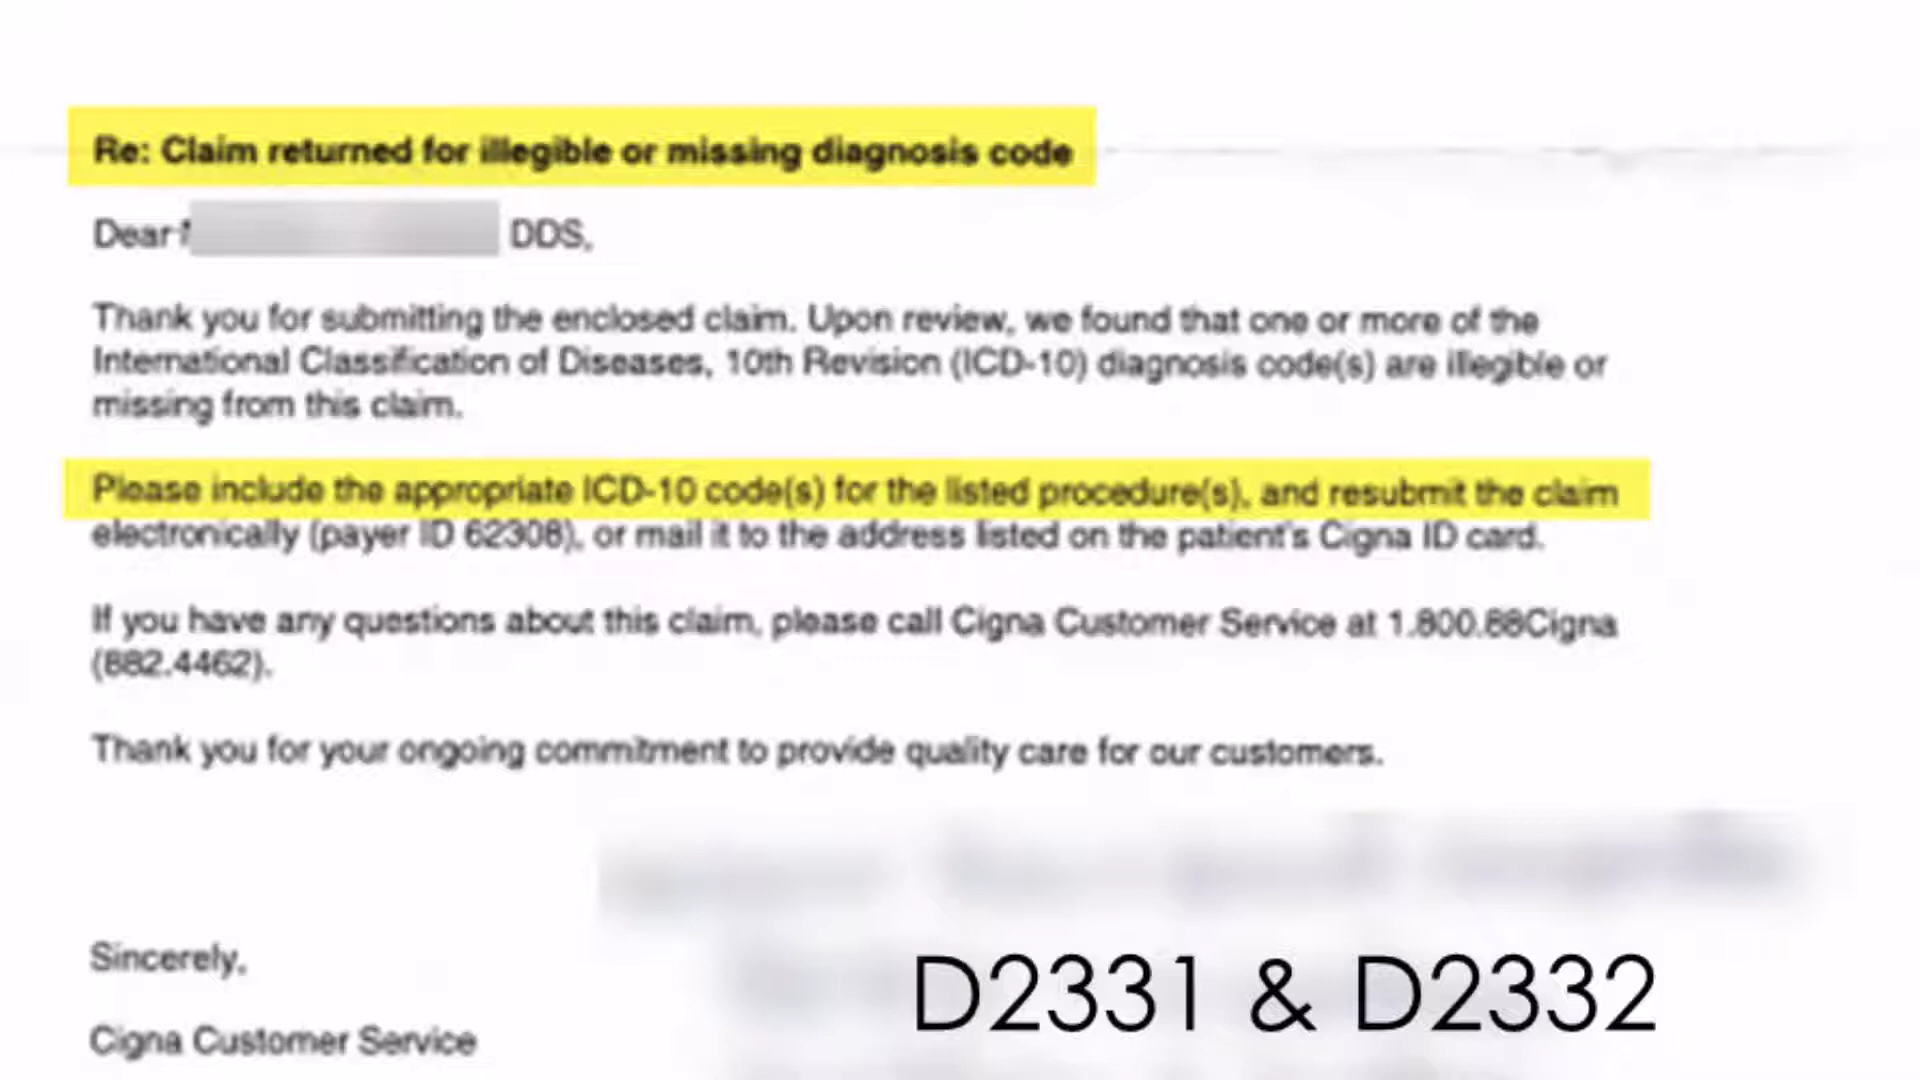 Re: Claim returned for illegible or missing diagnosis code
Dear DDS,
Thank you for submitting the enclosed claim. Upon review, we found that one or more of the
International Classification of Diseases, 10th Revision (ICD-10) diagnosis code(s) are illegible or
missing from this claim.
Please include the appropriate ICD-10 code(s) for the listed procedure(s), and resubmit the claim
electronically (payer ID 62308), or mail it to the address listed on the patient's Cigna ID card.
If you have any questions about this claim, please call Cigna Customer Service at 1.800.88Cigna
(882.4462).
Thank you for your ongoing commitment to provide quality care for our customers.
Sincerely,
D2331 & D2332
Cigna Customer Service